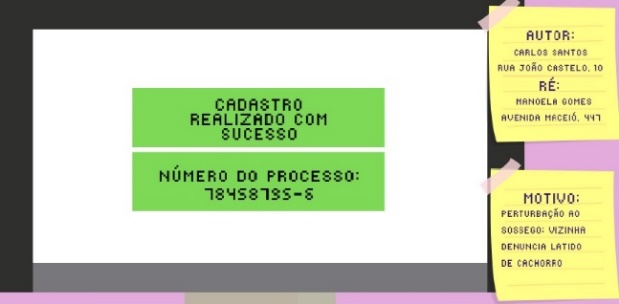 CADASTRO
REALIZADO COM
SUCESSO
NÚMERO DO PROCESSO:
78458795-6
AUTOR:
CARLOS SANTOS
RUA JOÃO CASTELO, 10
RÉ:
MANOELA GOMES
AVENIDA MACEIÓ, 447
MOTIVO:
PERTURBAÇÃO AO
SOSSEGO: VIZINHA
DENUNCIA LATIDO
DE CACHORRO